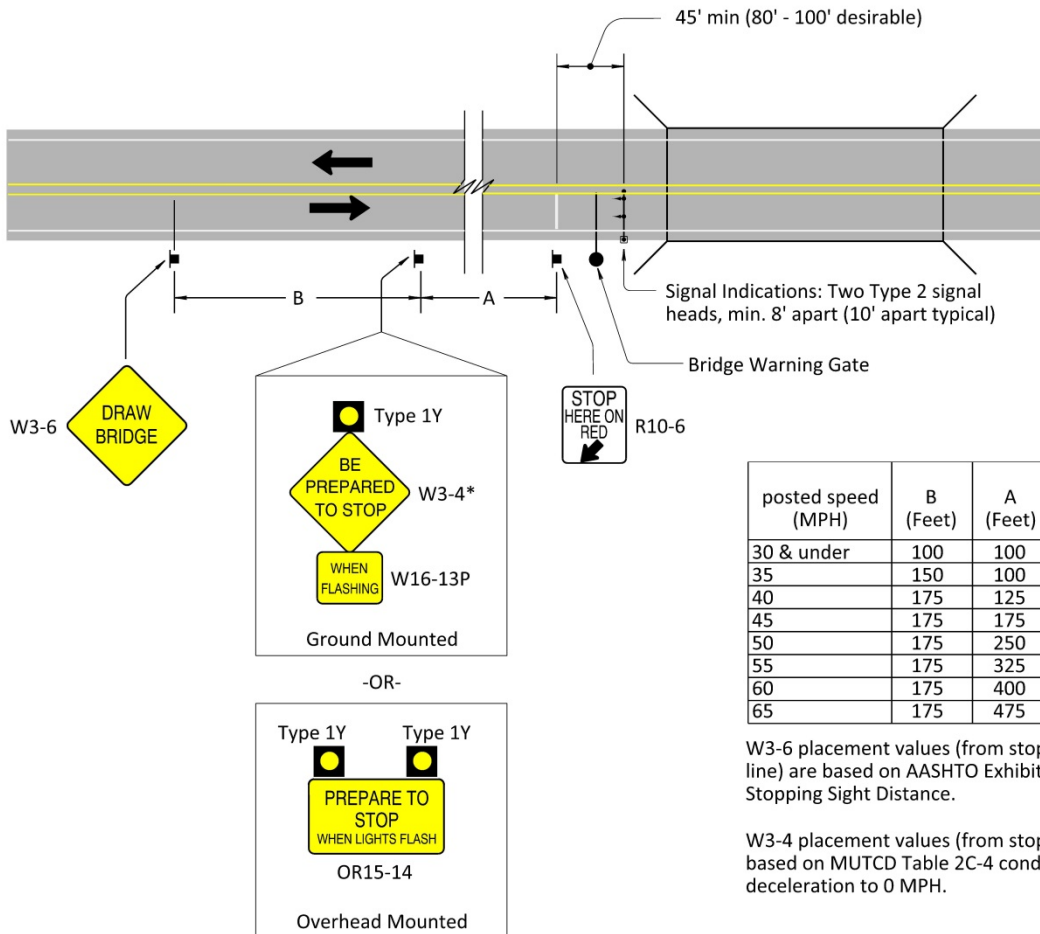 45' min (80' - 100' desirable)
B
A
Signal Indications: Two Type 2 signal
heads, min. 8' apart (10' apart typical)
Bridge Warning Gate
W3-6
DRAW
BRIDGE
Type 1Y
BE
PREPARED
TO STOP
W3-4*
WHEN
FLASHING
W16-13P
Ground Mounted
STOP
HERE ON
RED
R10-6
-OR-
Type 1Y Type 1Y
PREPARE TO
STOP
WHEN LIGHTS FLASH
OR15-14
Overhead Mounted
posted speed B A
(MPH) (Feet) (Feet)
30 & under 100 100
35 150 100
40 175 125
45 175 175
50 175 250
55 175 325
60 175 400
65 175 475
W3-6 placement values (from stop
line) are based on AASHTO Exhibit
Stopping Sight Distance.
W3-4 placement values (from stop
based on MUTCD Table 2C-4 cond
deceleration to 0 MPH.